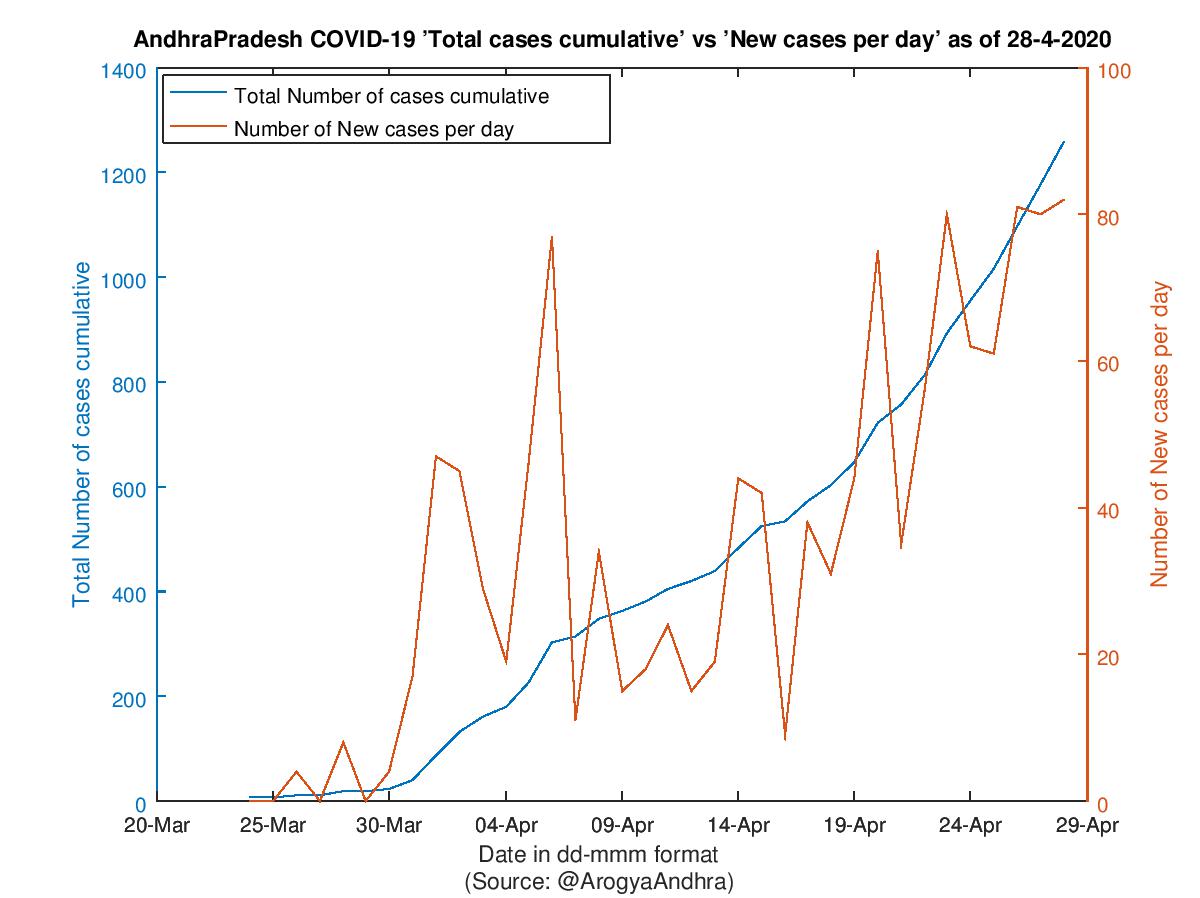 AndhraPradesh COVID-19 ’Total cases cumulative’ vs ’New cases per day’ as of 28-4-2020
Total Number of cases cumulative
Number of New cases per day
1400
1200
1000
800
600
400
200
0
Total Number of cases cumulative
100
80
60
40
20
0
Number of New cases per day
20-Mar 25-Mar 30-Mar 04-Apr 09-Apr 14-Apr 19-Apr 24-Apr 29-Apr
Date in dd-mmm format
(Source: @ArogyaAndhra)